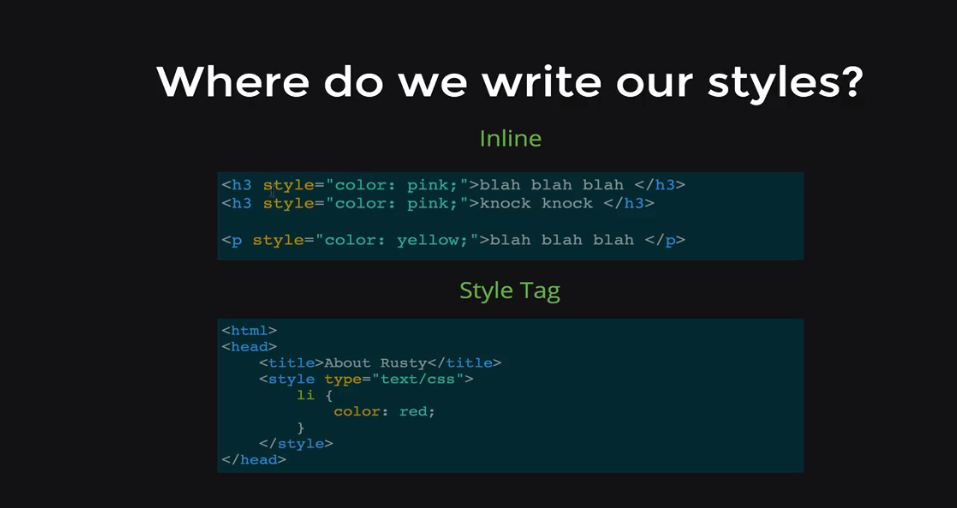 Where do we write our styles?
Inline
<h3 style="color: pink;">blah blah blah </h3>
<h3 style="color: pink;">knock knock </h3>
<p style="color: yellow;">blah blah blah </p>
Style Tag
<html>
<head>
    <title>About Rusty</title>
    <style type="text/css">
        li {
            color: red;
        }
    </style>
</head>